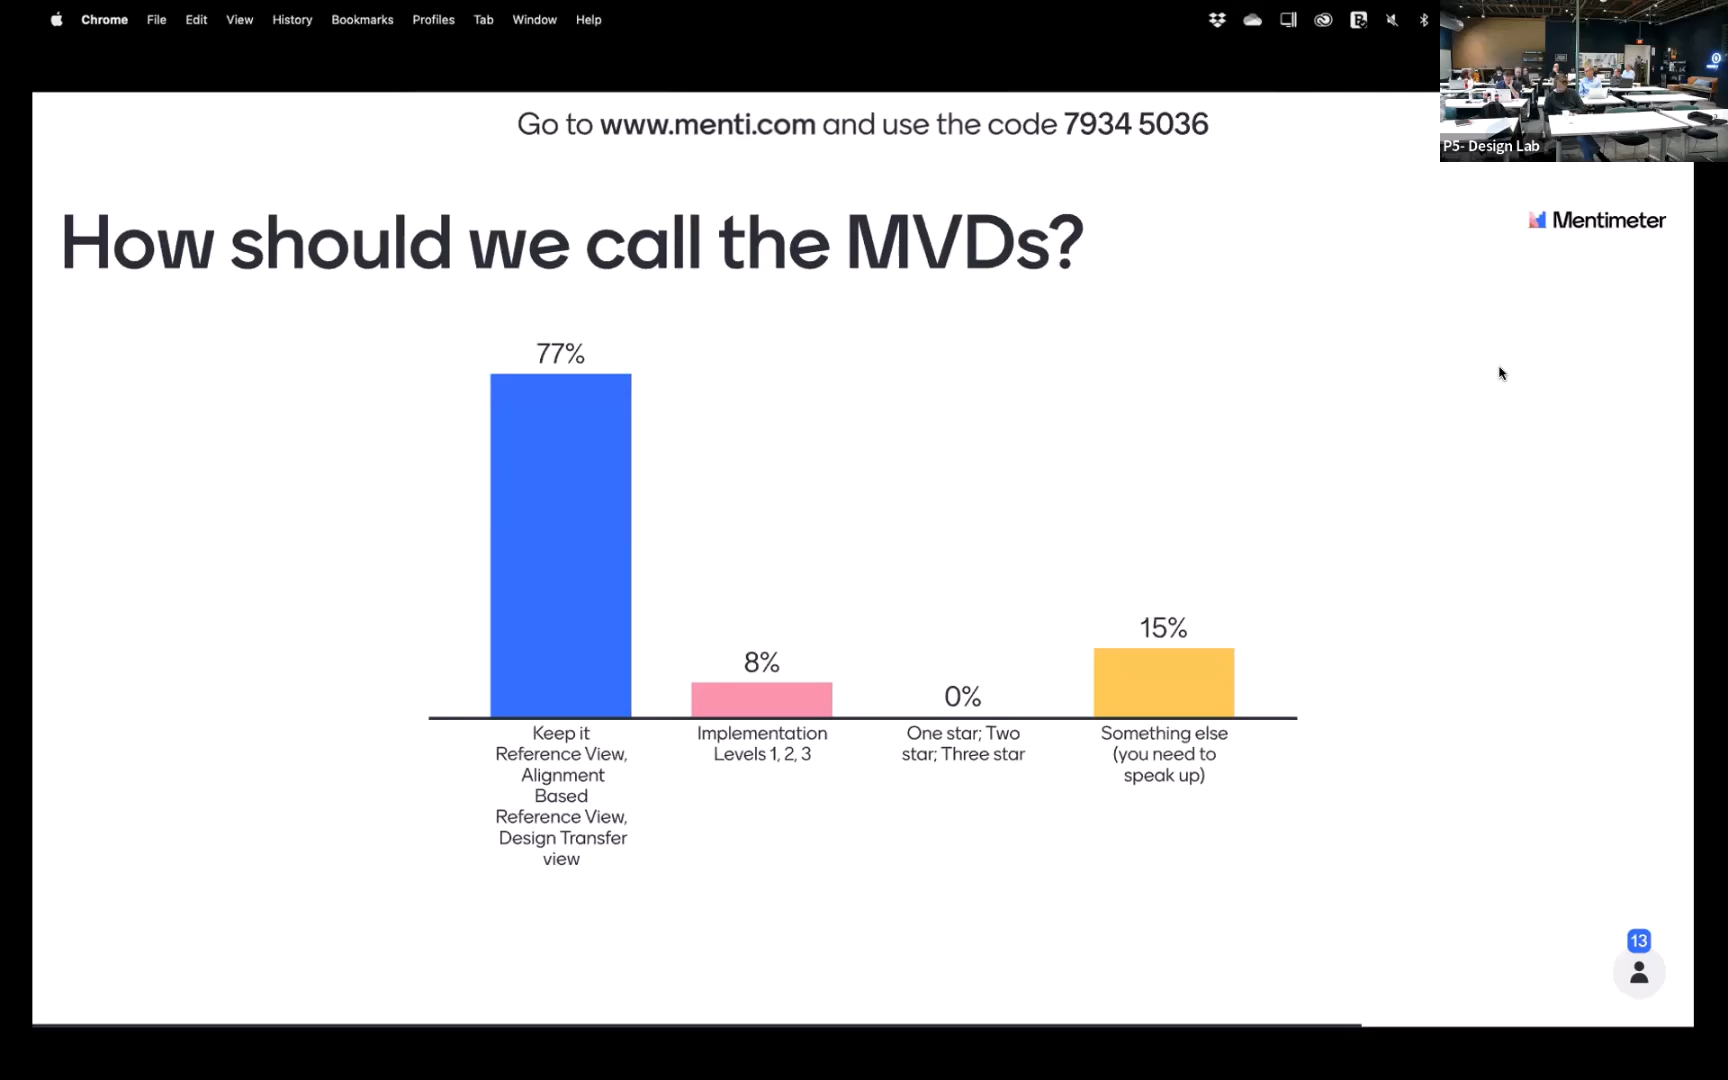 Chrome File Edit View History Bookmarks Profiles Tab Window Help
P5- Design Lab
Go to www.menti.com and use the code 7934 5036
How should we call the MVDs?
Mentimeter
77%
8%
0%
15%
Keep it
Reference View,
Alignment
Based
Reference View,
Design Transfer
view
Implementation
Levels 1, 2, 3
One star; Two
star; Three star
Something else
(you need to
speak up)
13